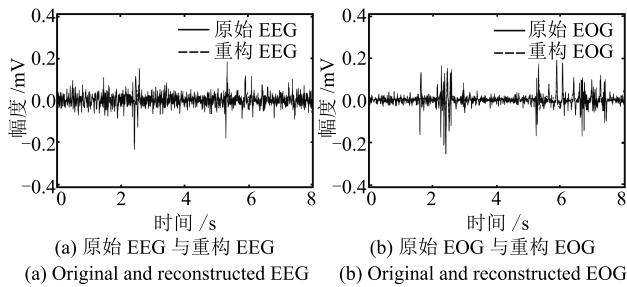 0.4
0.2
0.0
−0.2
−0.4
幅度 /mV
原始 EEG
重构 EEG
0 2 4 6 8
时间 /s
(a) 原始 EEG 与重构 EEG
(a) Original and reconstructed EEG
0.4
0.2
0.0
−0.2
−0.4
幅度 /mV
原始 EOG
重构 EOG
0 2 4 6 8
时间 /s
(b) 原始 EOG 与重构 EOG
(b) Original and reconstructed EOG